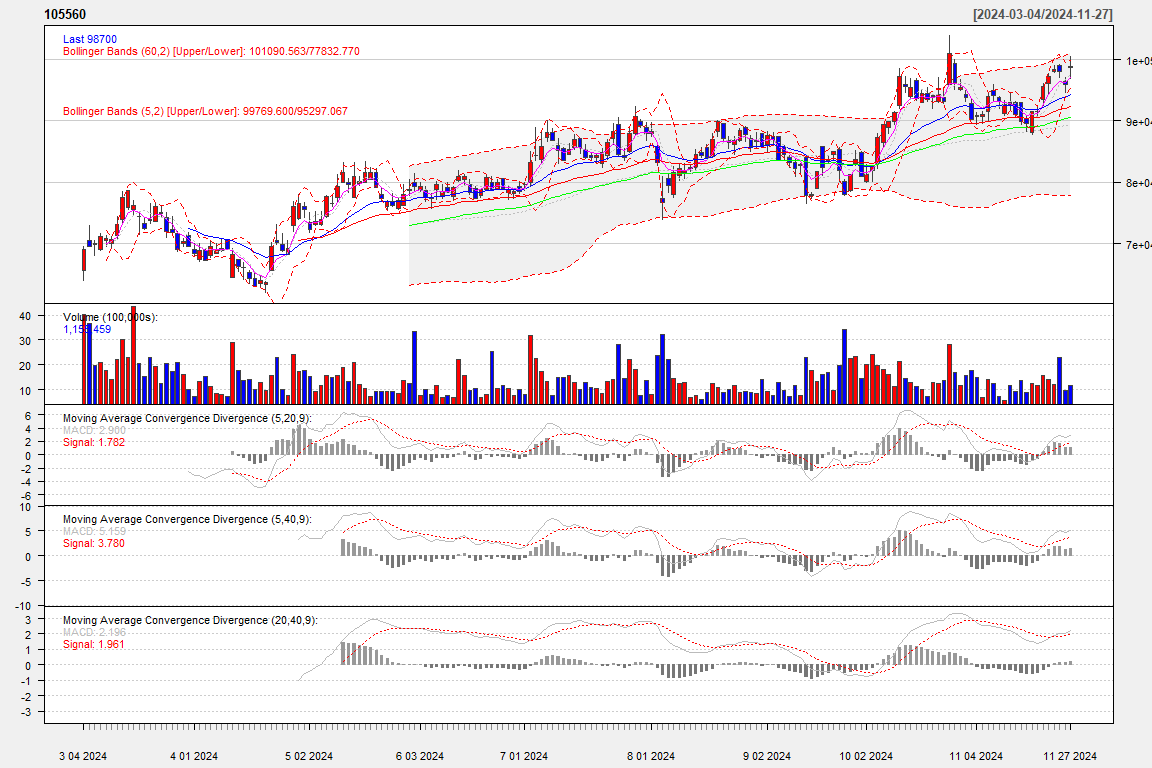 105560 [2024-03-04/2024-11-27]
Last 98700
Bollinger Bands (60,2) [Upper/Lower]: 101090.563/77832.770
Bollinger Bands (5,2) [Upper/Lower]: 99769.600/95297.067
9e+04
8e+04
7e+04
Volume (100,000s):
40
30
20
10
Moving Average Convergence Divergence (5,20,9):
MACD: 2.900
Signal: 1.782
6
4
2
0
-2
-4
-6
Moving Average Convergence Divergence (5,40,9):
MACD: 5.159
Signal: 3.780
10
5
0
-5
-10
Moving Average Convergence Divergence (20,40,9):
MACD: 2.196
Signal: 1.961
3
2
1
0
-1
-2
-3
3 04 2024 4 01 2024 5 02 2024 6 03 2024 7 01 2024 8 01 2024 9 02 2024 10 02 2024 11 04 2024 11 27 2024